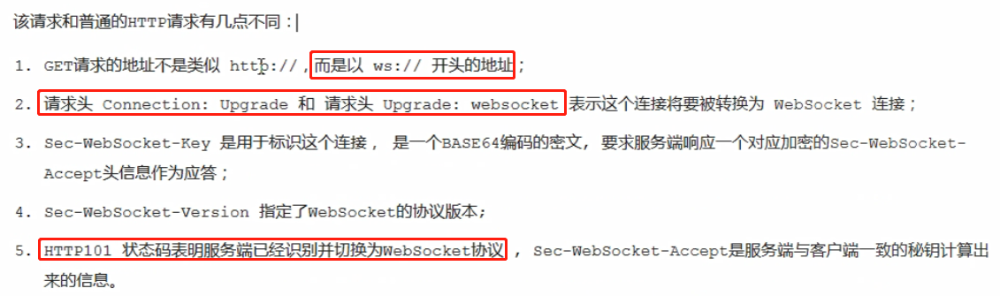 该请求和普通的HTTP请求有几点不同：
1. GET请求的地址不是类似 http://，而是以 ws:// 开头的地址；
2. 请求头 Connection: Upgrade 和 请求头 Upgrade: websocket 表示这个连接将要被转换为 WebSocket 连接；
3. Sec-WebSocket-Key 是用于标识这个连接， 是一个BASE64编码的密文，要求服务端响应一个对应加密的Sec-WebSocket-
Accept头信息作为应答；
4. Sec-WebSocket-Version 指定了WebSocket的协议版本；
5. HTTP101 状态码表明服务端已经识别并切换为WebSocket协议 ， Sec-WebSocket-Accept是服务端与客户端一致的秘钥计算出
来的信息。